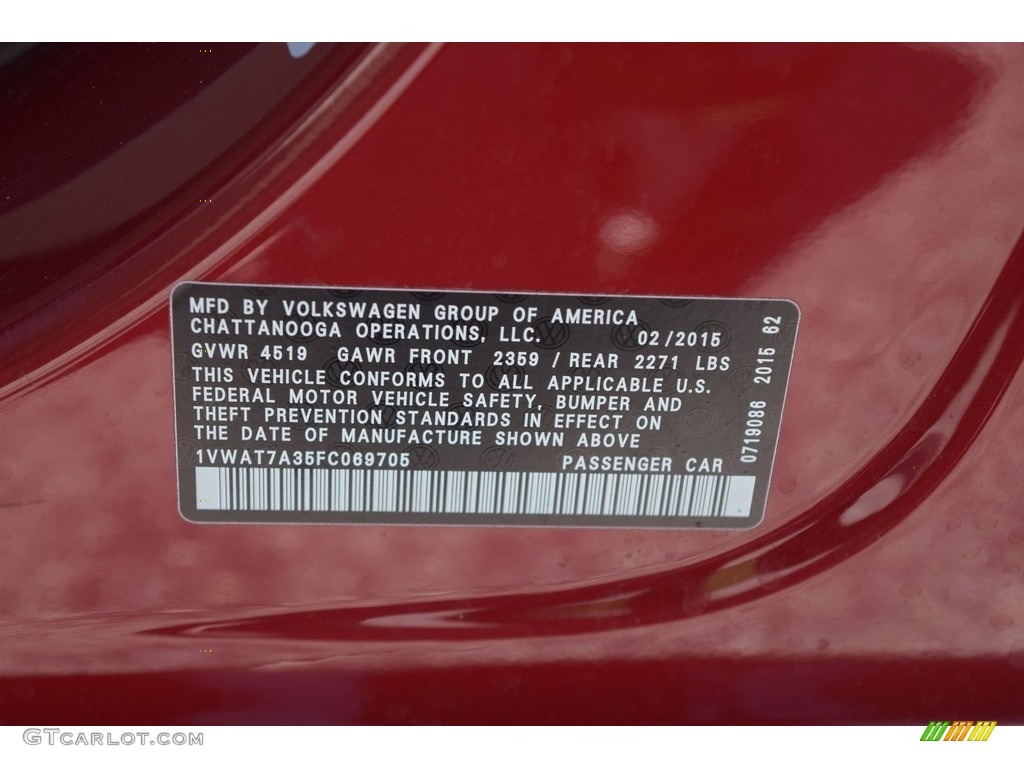 MFD BY VOLKSWAGEN GROUP OF AMERICA
CHATTANOOGA OPERATIONS, LLC. 02/2015
GVWR 4519 GAWR FRONT 2359 / REAR 2271 LBS
THIS VEHICLE CONFORMS TO ALL APPLICABLE U.S.
FEDERAL MOTOR VEHICLE SAFETY, BUMPER AND
THEFT PREVENTION STANDARDS IN EFFECT ON
THE DATE OF MANUFACTURE SHOWN ABOVE
1VWAT7A35FC069705 PASSENGER CAR
0719086 2015 62
GTCARLOT.COM